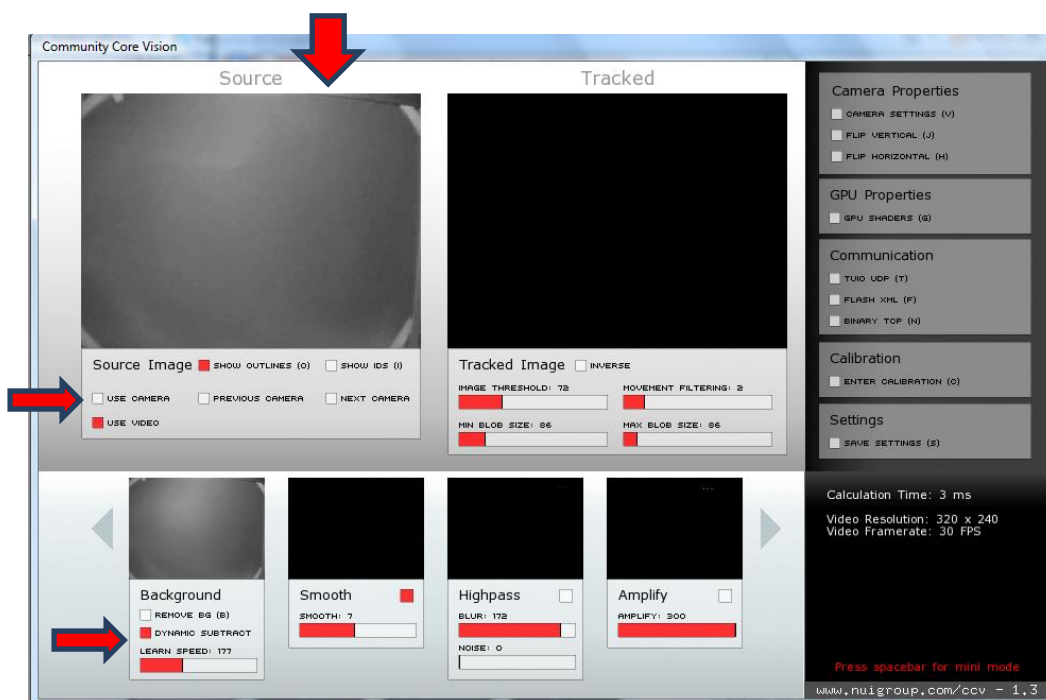 Community Core Vision
Source
Tracked
Source Image
SHOW OUTLINES (O)
SHOW IDS (I)
USE CAMERA
PREVIOUS CAMERA
NEXT CAMERA
USE VIDEO
Tracked Image
INVERSE
IMAGE THRESHOLD: 72
MOVEMENT FILTERING: 2
MIN BLOB SIZE: 86
MAX BLOB SIZE: 86
Camera Properties
CAMERA SETTINGS (V)
FLIP VERTICAL (J)
FLIP HORIZONTAL (H)
GPU Properties
GPU SHADERS (G)
Communication
TUIO UDP (T)
FLASH XML (F)
BINARY TCP (N)
Calibration
ENTER CALIBRATION (C)
Settings
SAVE SETTINGS (S)
Background
REMOVE BG (B)
DYNAMIC SUBTRACT
LEARN SPEED: 177
Smooth
SMOOTH: 7
Highpass
BLUR: 172
NOISE: 0
Amplify
AMPLIFY: 300
Calculation Time: 3 ms
Video Resolution: 320 x 240
Video Framerate: 30 FPS
Press spacebar for mini mode
www.nuigroup.com/ccv - 1.3